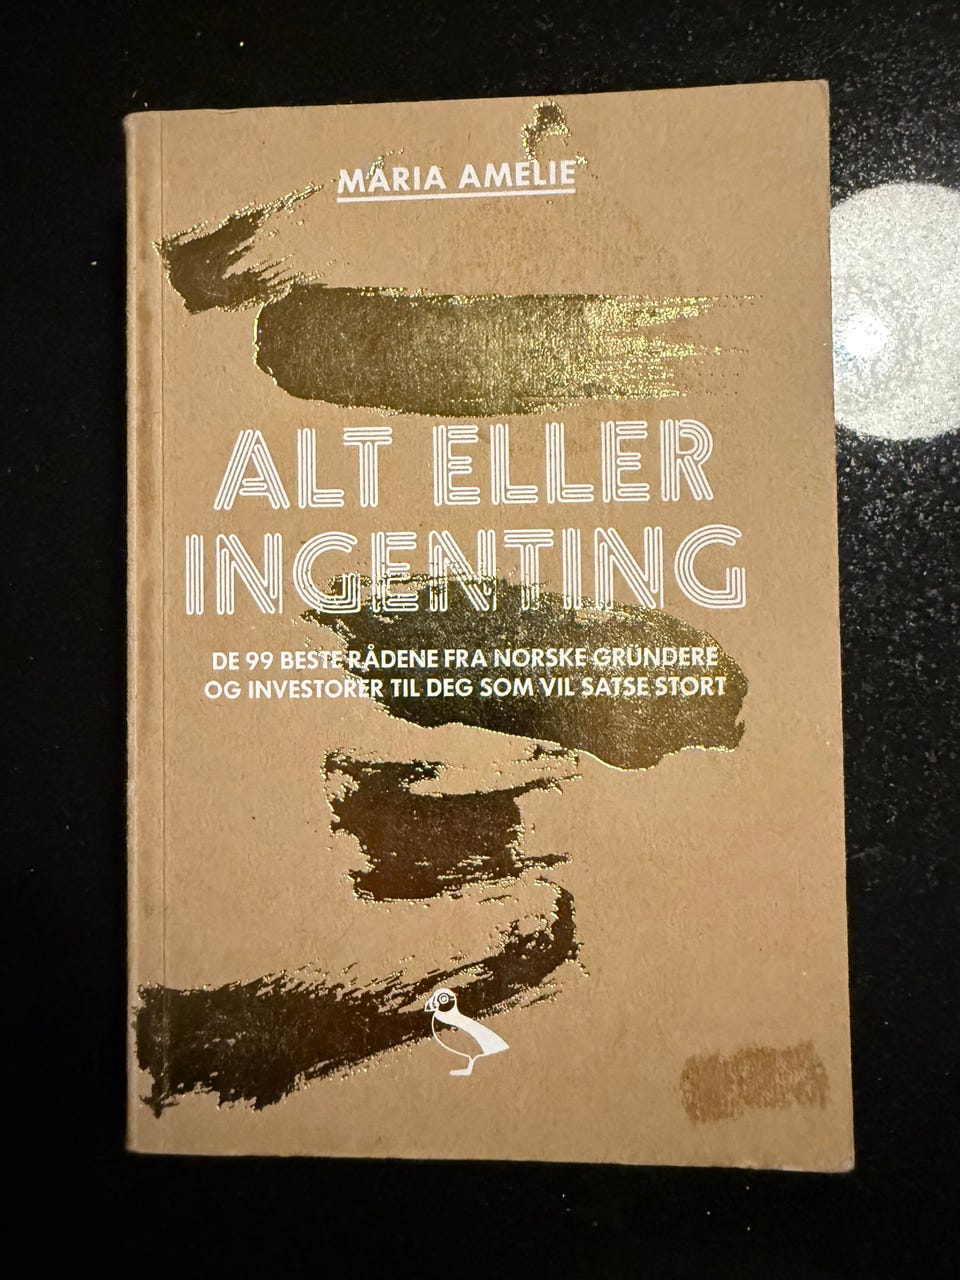 MARIA AMELIE
ALT ELLER
INGENTING
DE 99 BESTE RÅDENE FRA NORSKE GRÜNDERE
OG INVESTORER TIL DEG SOM VIL SATSE STORT